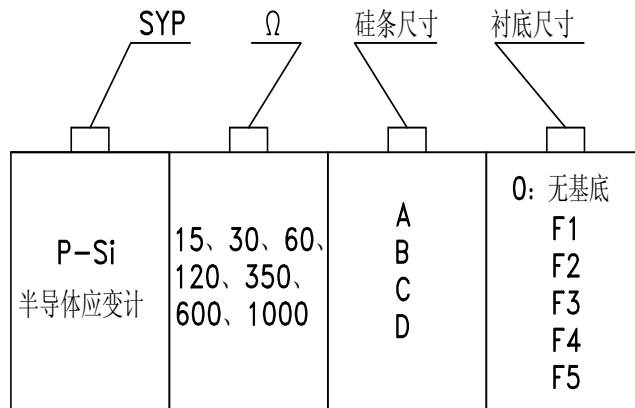 SYP
Ω
硅条尺寸
衬底尺寸
P-Si
半导体应变计
15、30、60、
120、350、
600、1000
A
B
C
D
0: 无基底
F1
F2
F3
F4
F5